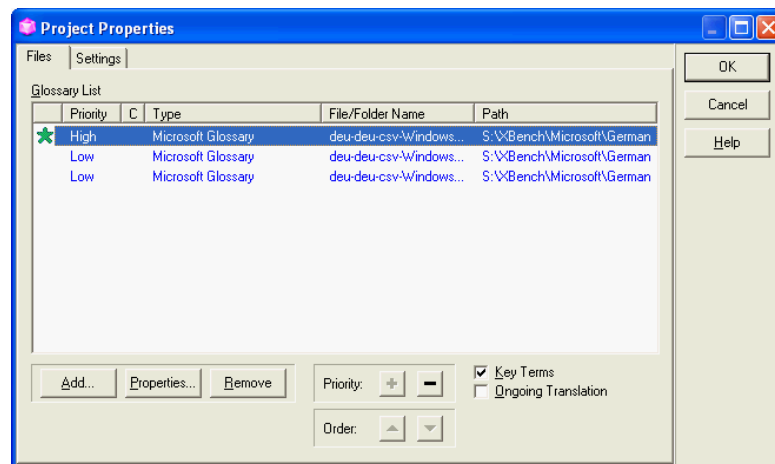 Project Properties
Files Settings
OK
Glossary List
Cancel
Priority C Type File/Folder Name Path
High Microsoft Glossary deu-deu-csv-Windows... S:\XBench\Microsoft\German
Help
Low Microsoft Glossary deu-deu-csv-Windows... S:\XBench\Microsoft\German
Low Microsoft Glossary deu-deu-csv-Windows... S:\XBench\Microsoft\German
Add... Properties... Remove Priority: + - Key Terms
Ongoing Translation
Order: